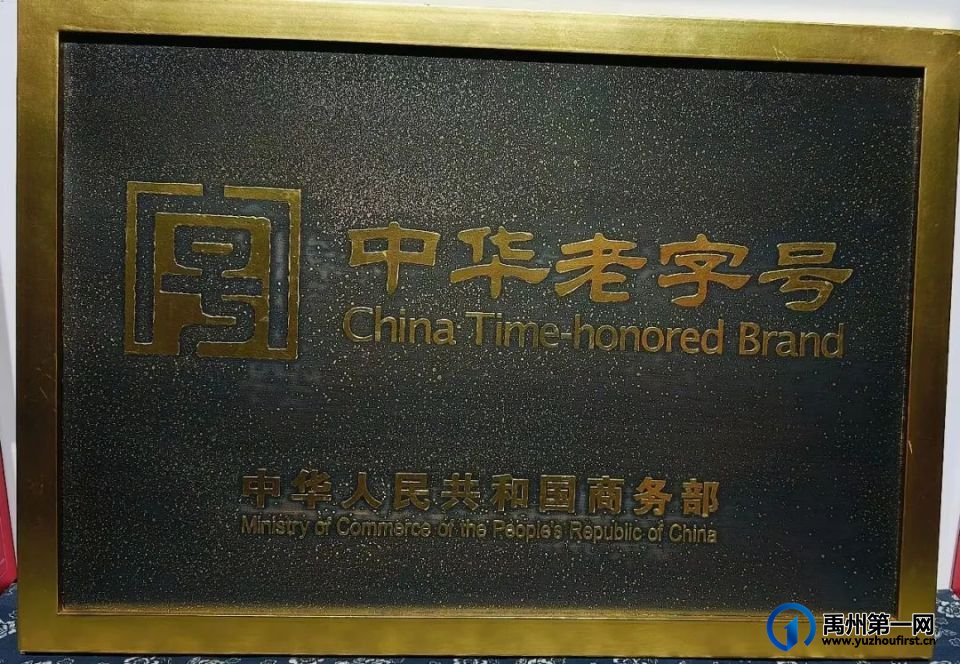 中华老字号
China Time-honored Brand
中华人民共和国商务部
Ministry of Commerce of the People's Republic of China
禹州第一网
www.yuzhoufirst.cn